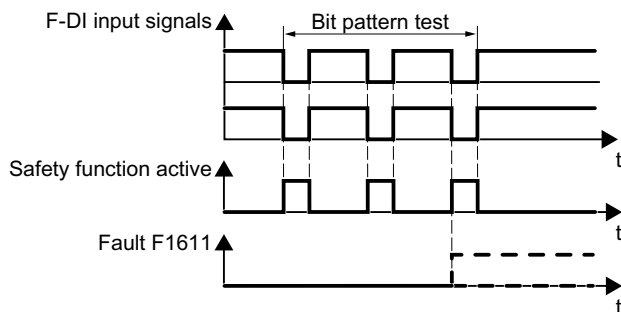 F-DI input signals
Bit pattern test
t
Safety function active
t
Fault F1611
t